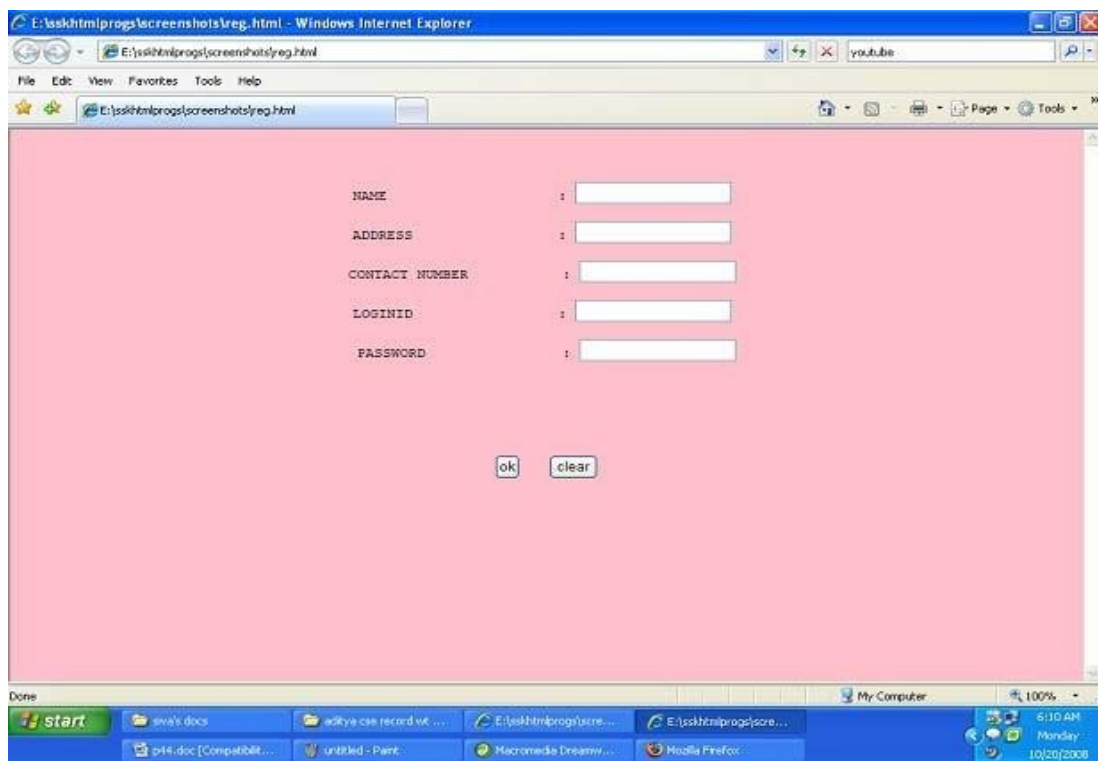 E:\sskhtmlprogs\screenshots\reg.html - Windows Internet Explorer
E:\sskhtmlprogs\screenshots\reg.html
youtube
File Edit View Favorites Tools Help
E:\sskhtmlprogs\screenshots\reg.html
Page Tools
NAME :
ADDRESS :
CONTACT NUMBER :
LOGINID :
PASSWORD :
ok clear
Done
My Computer
100%
start
siva's docs
aditya cse record wt ...
E:\sskhtmlprogs\scre...
E:\sskhtmlprogs\scre...
6:10 AM
p44.doc [Compatibilit...
untitled - Paint
Macromedia Dreamw...
Mozilla Firefox
Monday
10/20/2008